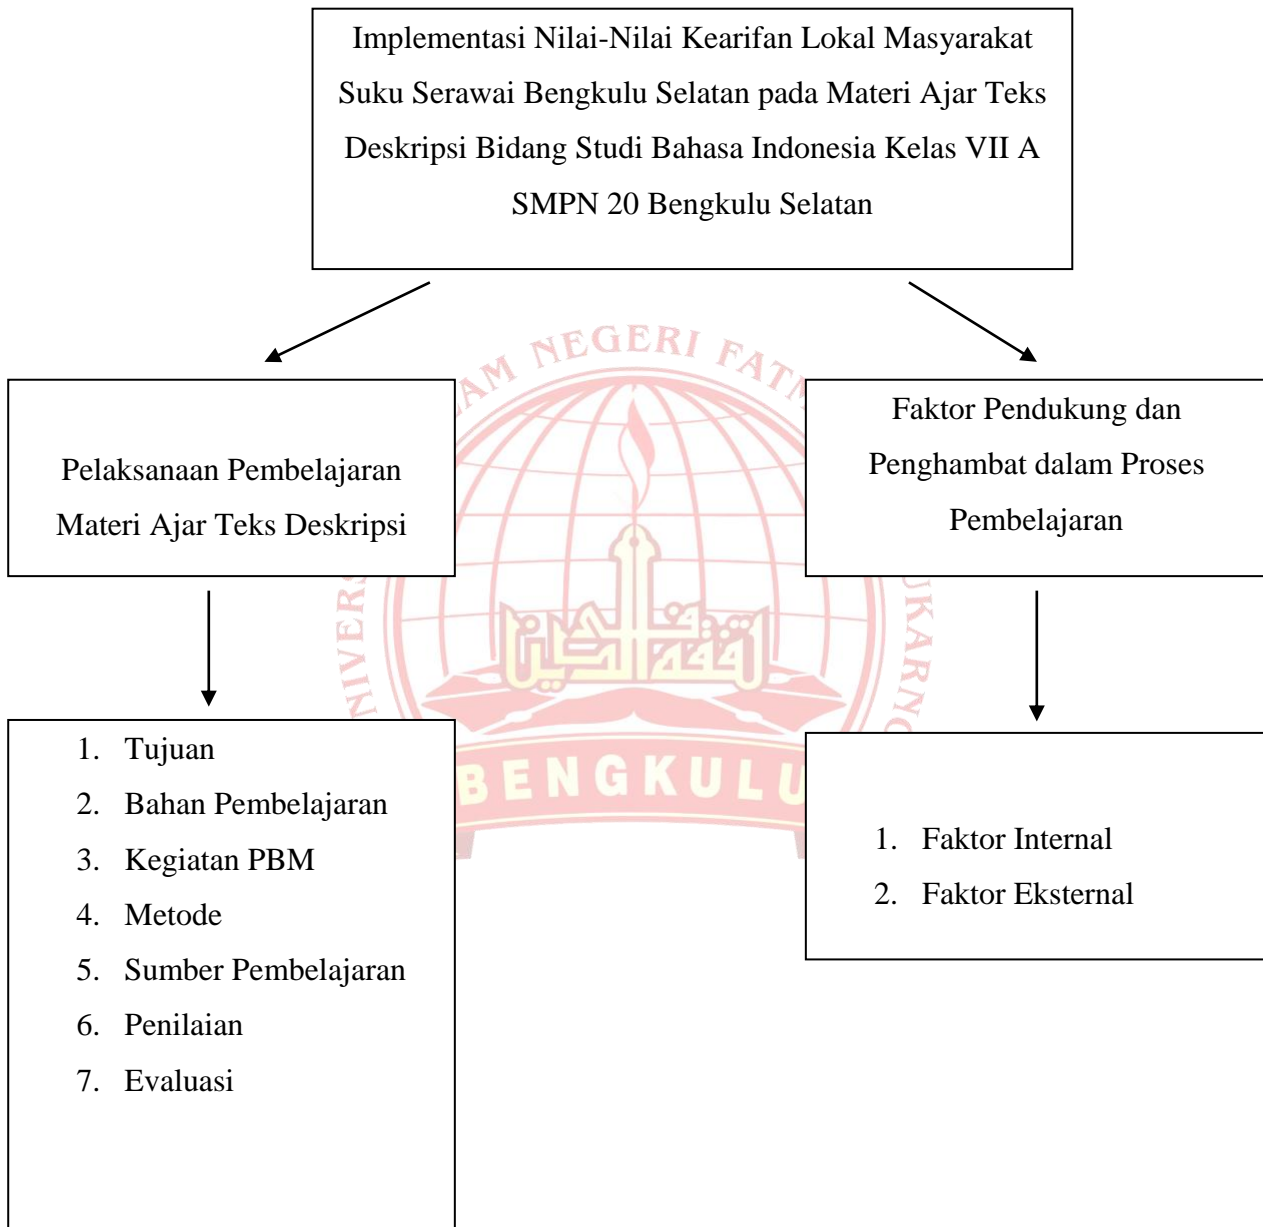 Implementasi Nilai-Nilai Kearifan Lokal Masyarakat
Suku Serawai Bengkulu Selatan pada Materi Ajar Teks
Deskripsi Bidang Studi Bahasa Indonesia Kelas VII A
SMPN 20 Bengkulu Selatan
NEGERI
Pelaksanaan Pembelajaran
Materi Ajar Teks Deskripsi
Faktor Pendukung dan
Penghambat dalam Proses
Pembelajaran
BENGKULU
1. Tujuan
2. Bahan Pembelajaran
3. Kegiatan PBM
4. Metode
5. Sumber Pembelajaran
6. Penilaian
7. Evaluasi
1. Faktor Internal
2. Faktor Eksternal